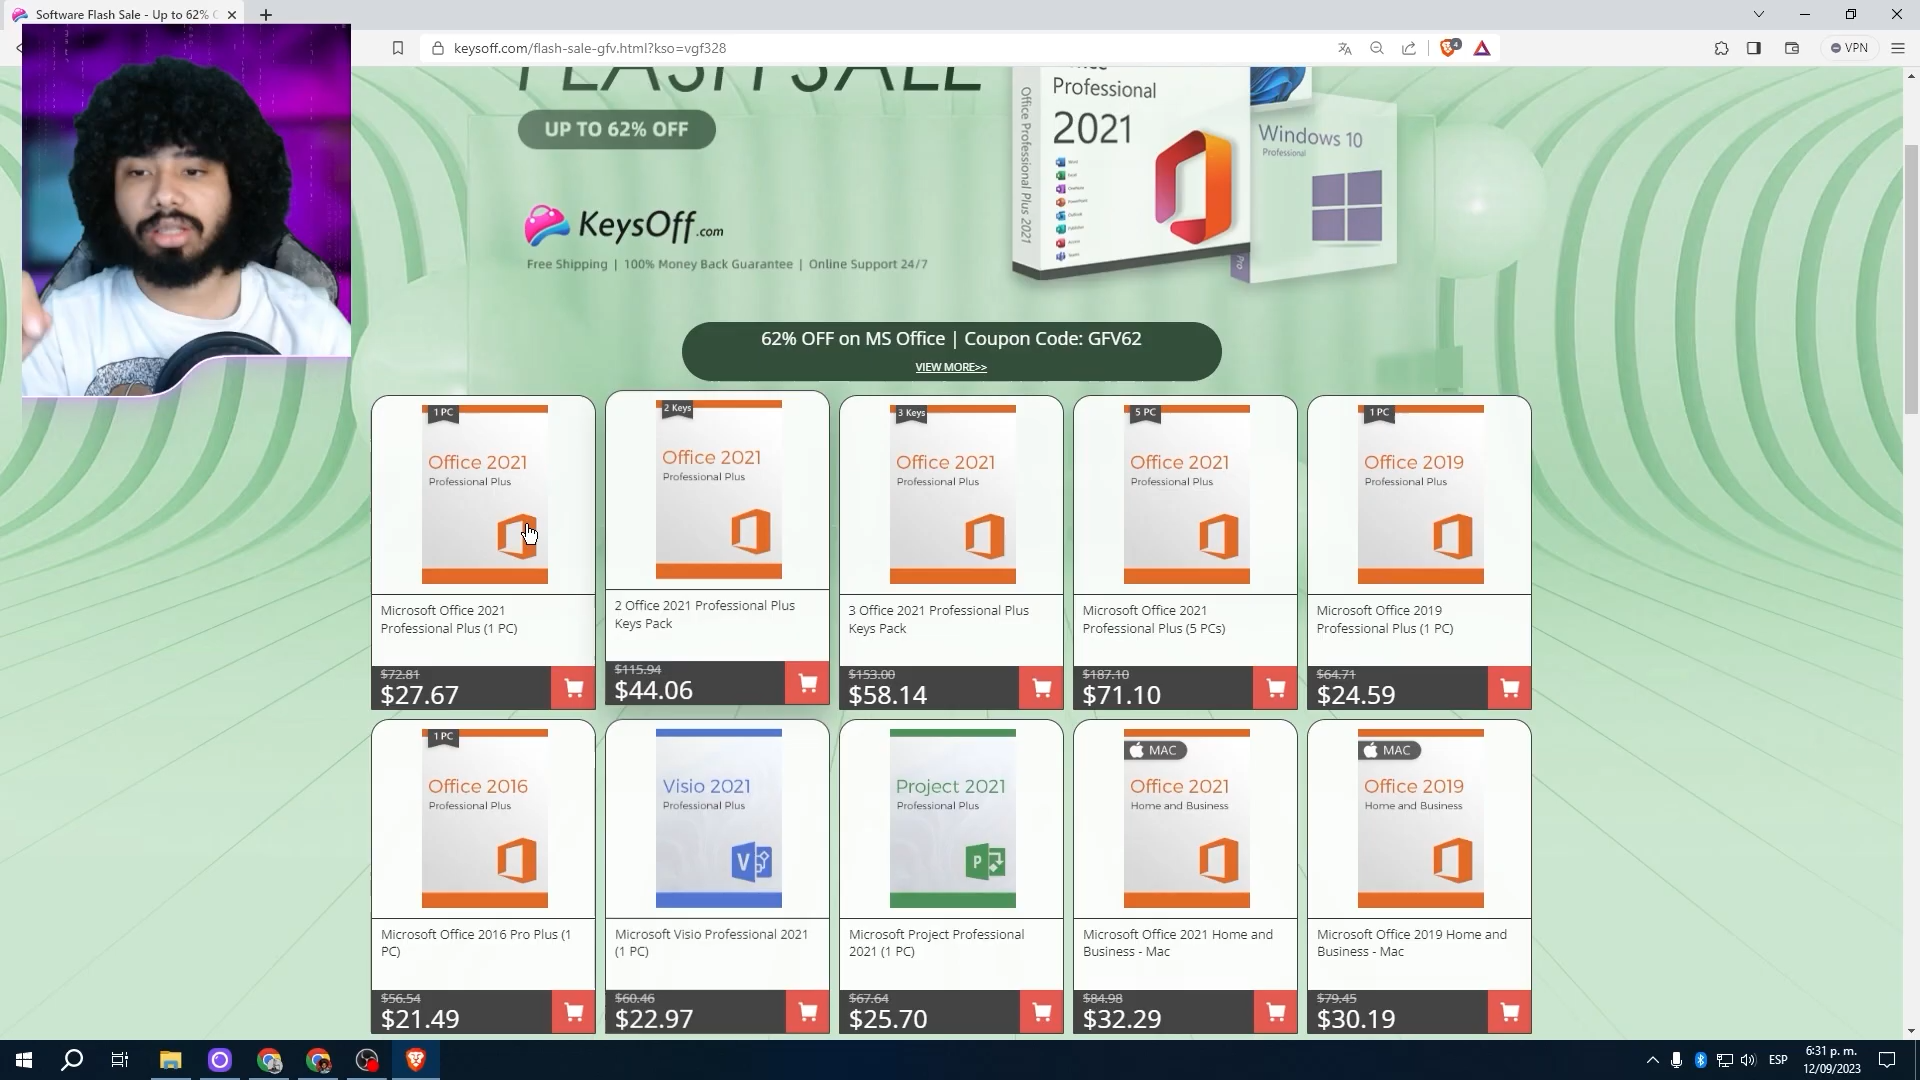 Software Flash Sale - Up to 62%
keysoff.com/flash-sale-gfv.html?kso=vgf328
4
VPN
FLASH SALE
UP TO 62% OFF
KeysOff.com
Free Shipping | 100% Money Back Guarantee | Online Support 24/7
Office
Professional
2021
Office Professional Plus 2021
Windows 10
Professional
Pro
62% OFF on MS Office | Coupon Code: GFV62
VIEW MORE>>
1 PC
Office 2021
Professional Plus
Microsoft Office 2021
Professional Plus (1 PC)
$72.81
$27.67
2 Keys
Office 2021
Professional Plus
2 Office 2021 Professional Plus
Keys Pack
$115.94
$44.06
3 Keys
Office 2021
Professional Plus
3 Office 2021 Professional Plus
Keys Pack
$153.00
$58.14
5 PC
Office 2021
Professional Plus
Microsoft Office 2021
Professional Plus (5 PCs)
$187.10
$71.10
1 PC
Office 2019
Professional Plus
Microsoft Office 2019
Professional Plus (1 PC)
$64.71
$24.59
1 PC
Office 2016
Professional Plus
Microsoft Office 2016 Pro Plus (1
PC)
$56.54
$21.49
Visio 2021
Professional Plus
V
Microsoft Visio Professional 2021
(1 PC)
$60.46
$22.97
Project 2021
Professional Plus
P
Microsoft Project Professional
2021 (1 PC)
$67.64
$25.70
MAC
Office 2021
Home and Business
Microsoft Office 2021 Home and
Business - Mac
$84.98
$32.29
MAC
Office 2019
Home and Business
Microsoft Office 2019 Home and
Business - Mac
$79.45
$30.19
ESP
6:31 p. m.
12/09/2023